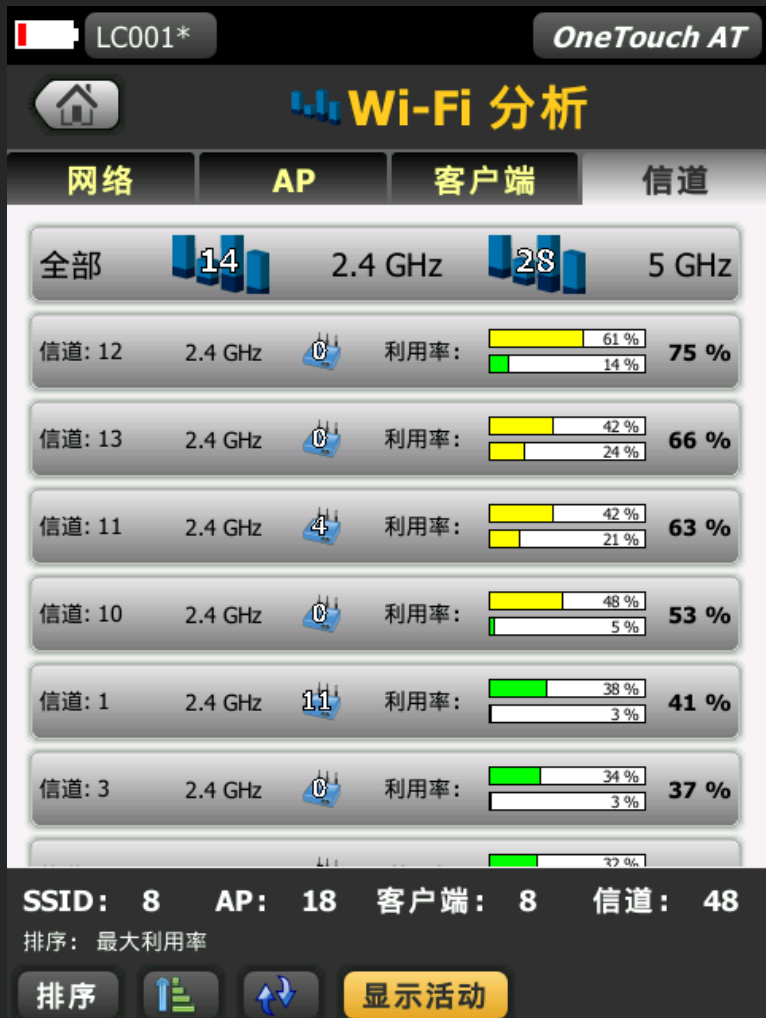 LC001*
OneTouch AT
Wi-Fi 分析
网络 AP 客户端 信道
全部 14 2.4 GHz 28 5 GHz
信道: 12 2.4 GHz 0 利用率: 61 % 14 % 75 %
信道: 13 2.4 GHz 0 利用率: 42 % 24 % 66 %
信道: 11 2.4 GHz 4 利用率: 42 % 21 % 63 %
信道: 10 2.4 GHz 0 利用率: 48 % 5 % 53 %
信道: 1 2.4 GHz 11 利用率: 38 % 3 % 41 %
信道: 3 2.4 GHz 0 利用率: 34 % 3 % 37 %
32 %
SSID: 8 AP: 18 客户端: 8 信道: 48
排序: 最大利用率
排序 显示活动